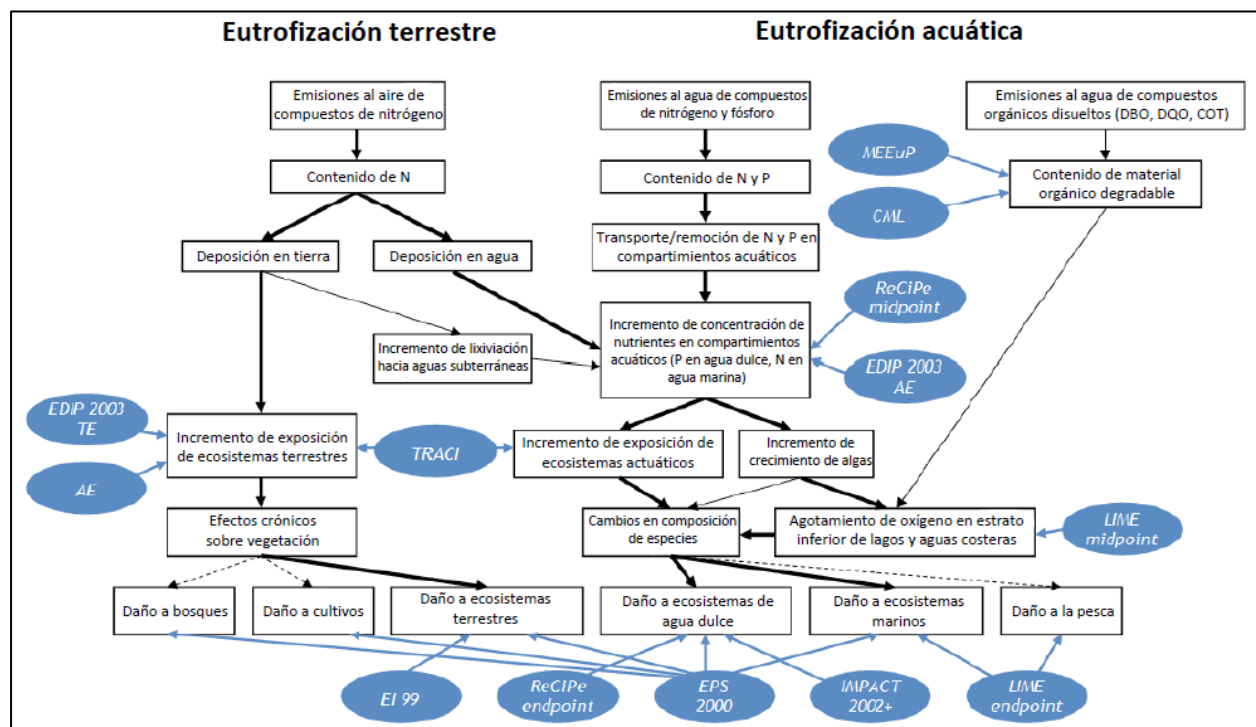 Eutrofización terrestre
Eutrofización acuática
Emisiones al aire de
compuestos de nitrógeno
Emisiones al agua de compuestos
de nitrógeno y fósforo
Emisiones al agua de compuestos
orgánicos disueltos (DBO, DQO, COT)
MEEuP
Contenido de N
Contenido de N y P
Contenido de material
orgánico degradable
CML
Deposición en tierra
Deposición en agua
Transporte/remoción de N y P en
compartimientos acuáticos
ReCiPe
midpoint
Incremento de lixiviación
hacia aguas subterráneas
Incremento de concentración de
nutrientes en compartimientos
acuáticos (P en agua dulce, N en
agua marina)
EDIP 2003
AE
EDIP 2003
TE
AE
Incremento de exposición
de ecosistemas terrestres
TRACI
Incremento de exposición de
ecosistemas actuáticos
Incremento de
crecimiento de algas
Efectos crónicos
sobre vegetación
Cambios en composición
de especies
Agotamiento de oxígeno en estrato
inferior de lagos y aguas costeras
LIME
midpoint
Daño a bosques
Daño a cultivos
Daño a ecosistemas
terrestres
Daño a ecosistemas de
agua dulce
Daño a ecosistemas
marinos
Daño a la pesca
EI 99
ReCiPe
endpoint
EPS
2000
IMPACT
2002+
LIME
endpoint